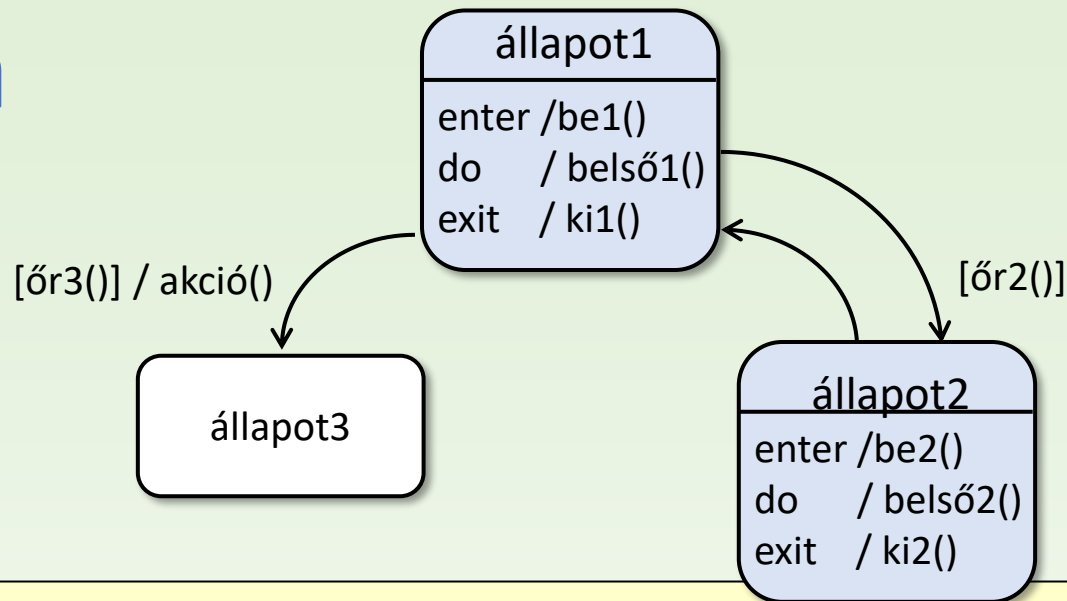 állapot1
enter /be1()
do / belső1()
exit / ki1()
[őr3()] / akció()
[őr2()]
állapot3
állapot2
enter /be2()
do / belső2()
exit / ki2()